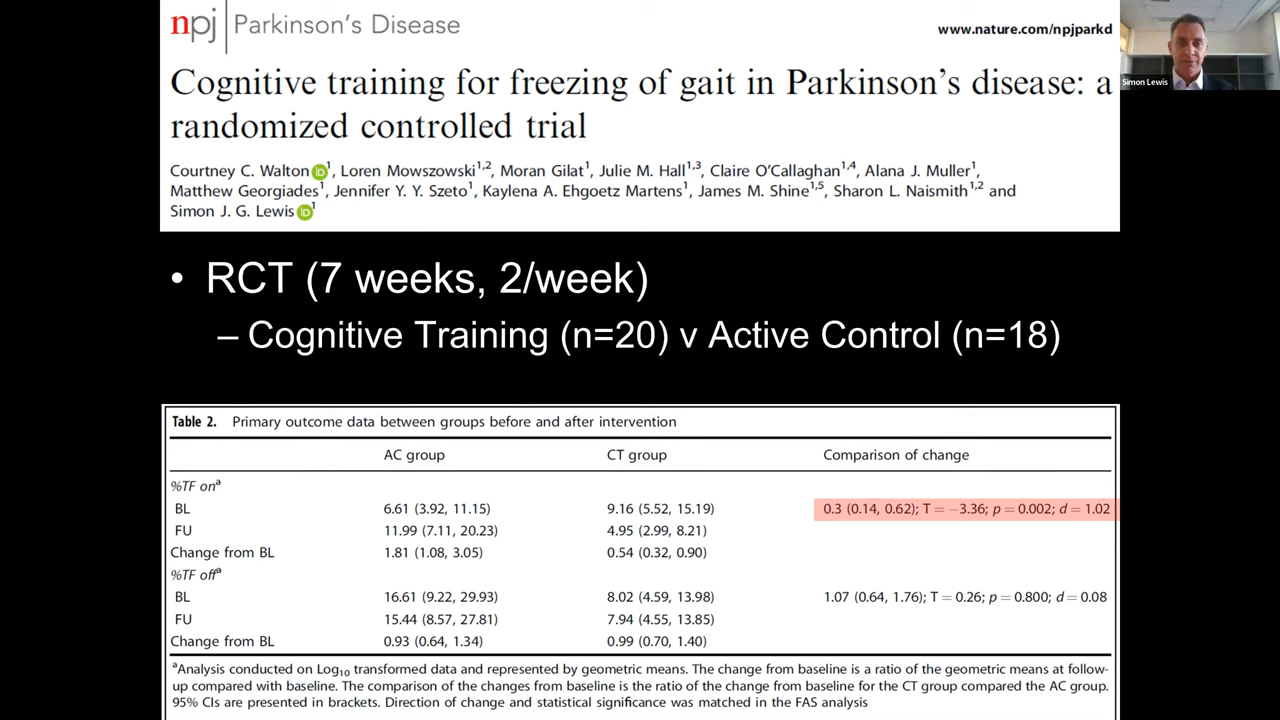 npj Parkinson's Disease
www.nature.com/npjparkd
Simon Lewis
Cognitive training for freezing of gait in Parkinson's disease: a
randomized controlled trial
Courtney C. Walton iD 1, Loren Mowszowski1,2, Moran Gilat1, Julie M. Hall1,3, Claire O'Callaghan1,4, Alana J. Muller1,
Matthew Georgiades1, Jennifer Y. Y. Szeto1, Kaylena A. Ehgoetz Martens1, James M. Shine1,5, Sharon L. Naismith1,2 and
Simon J. G. Lewis iD 1
• RCT (7 weeks, 2/week)
– Cognitive Training (n=20) v Active Control (n=18)
Table 2. Primary outcome data between groups before and after intervention
AC group CT group Comparison of change
%TF ona
BL 6.61 (3.92, 11.15) 9.16 (5.52, 15.19) 0.3 (0.14, 0.62); T = −3.36; p = 0.002; d = 1.02
FU 11.99 (7.11, 20.23) 4.95 (2.99, 8.21)
Change from BL 1.81 (1.08, 3.05) 0.54 (0.32, 0.90)
%TF offa
BL 16.61 (9.22, 29.93) 8.02 (4.59, 13.98) 1.07 (0.64, 1.76); T = 0.26; p = 0.800; d = 0.08
FU 15.44 (8.57, 27.81) 7.94 (4.55, 13.85)
Change from BL 0.93 (0.64, 1.34) 0.99 (0.70, 1.40)
aAnalysis conducted on Log10 transformed data and represented by geometric means. The change from baseline is a ratio of the geometric means at follow-
up compared with baseline. The comparison of the changes from baseline is the ratio of the change from baseline for the CT group compared the AC group.
95% CIs are presented in brackets. Direction of change and statistical significance was matched in the FAS analysis